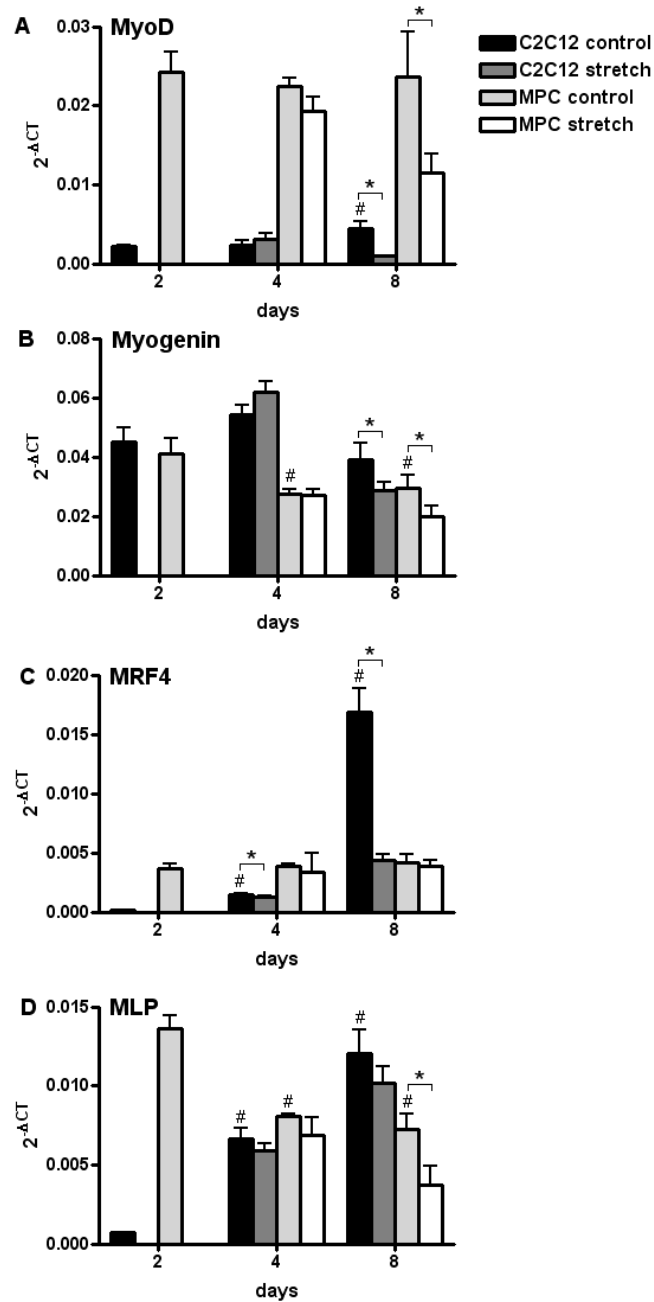 A MyoD
C2C12 control
C2C12 stretch
MPC control
MPC stretch
2^-ΔCT
0.03
0.02
0.01
0.00
*
*
#
2 4 8
days
B Myogenin
2^-ΔCT
0.08
0.06
0.04
0.02
0.00
#
*
#
*
2 4 8
days
C MRF4
2^-ΔCT
0.020
0.015
0.010
0.005
0.000
*
#
*
#
2 4 8
days
D MLP
2^-ΔCT
0.015
0.010
0.005
0.000
#
#
#
#
*
2 4 8
days